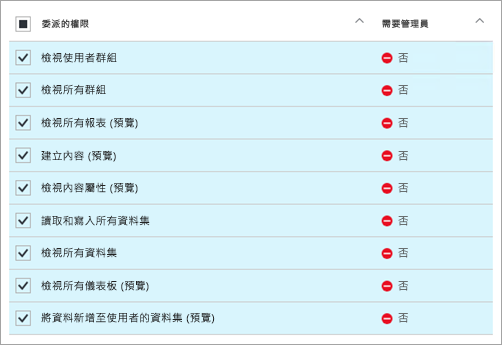 委派的權限 需要管理員
檢視使用者群組 否
檢視所有群組 否
檢視所有報表 (預覽) 否
建立內容 (預覽) 否
檢視內容屬性 (預覽) 否
讀取和寫入所有資料集 否
檢視所有資料集 否
檢視所有儀表板 (預覽) 否
將資料新增至使用者的資料集 (預覽) 否